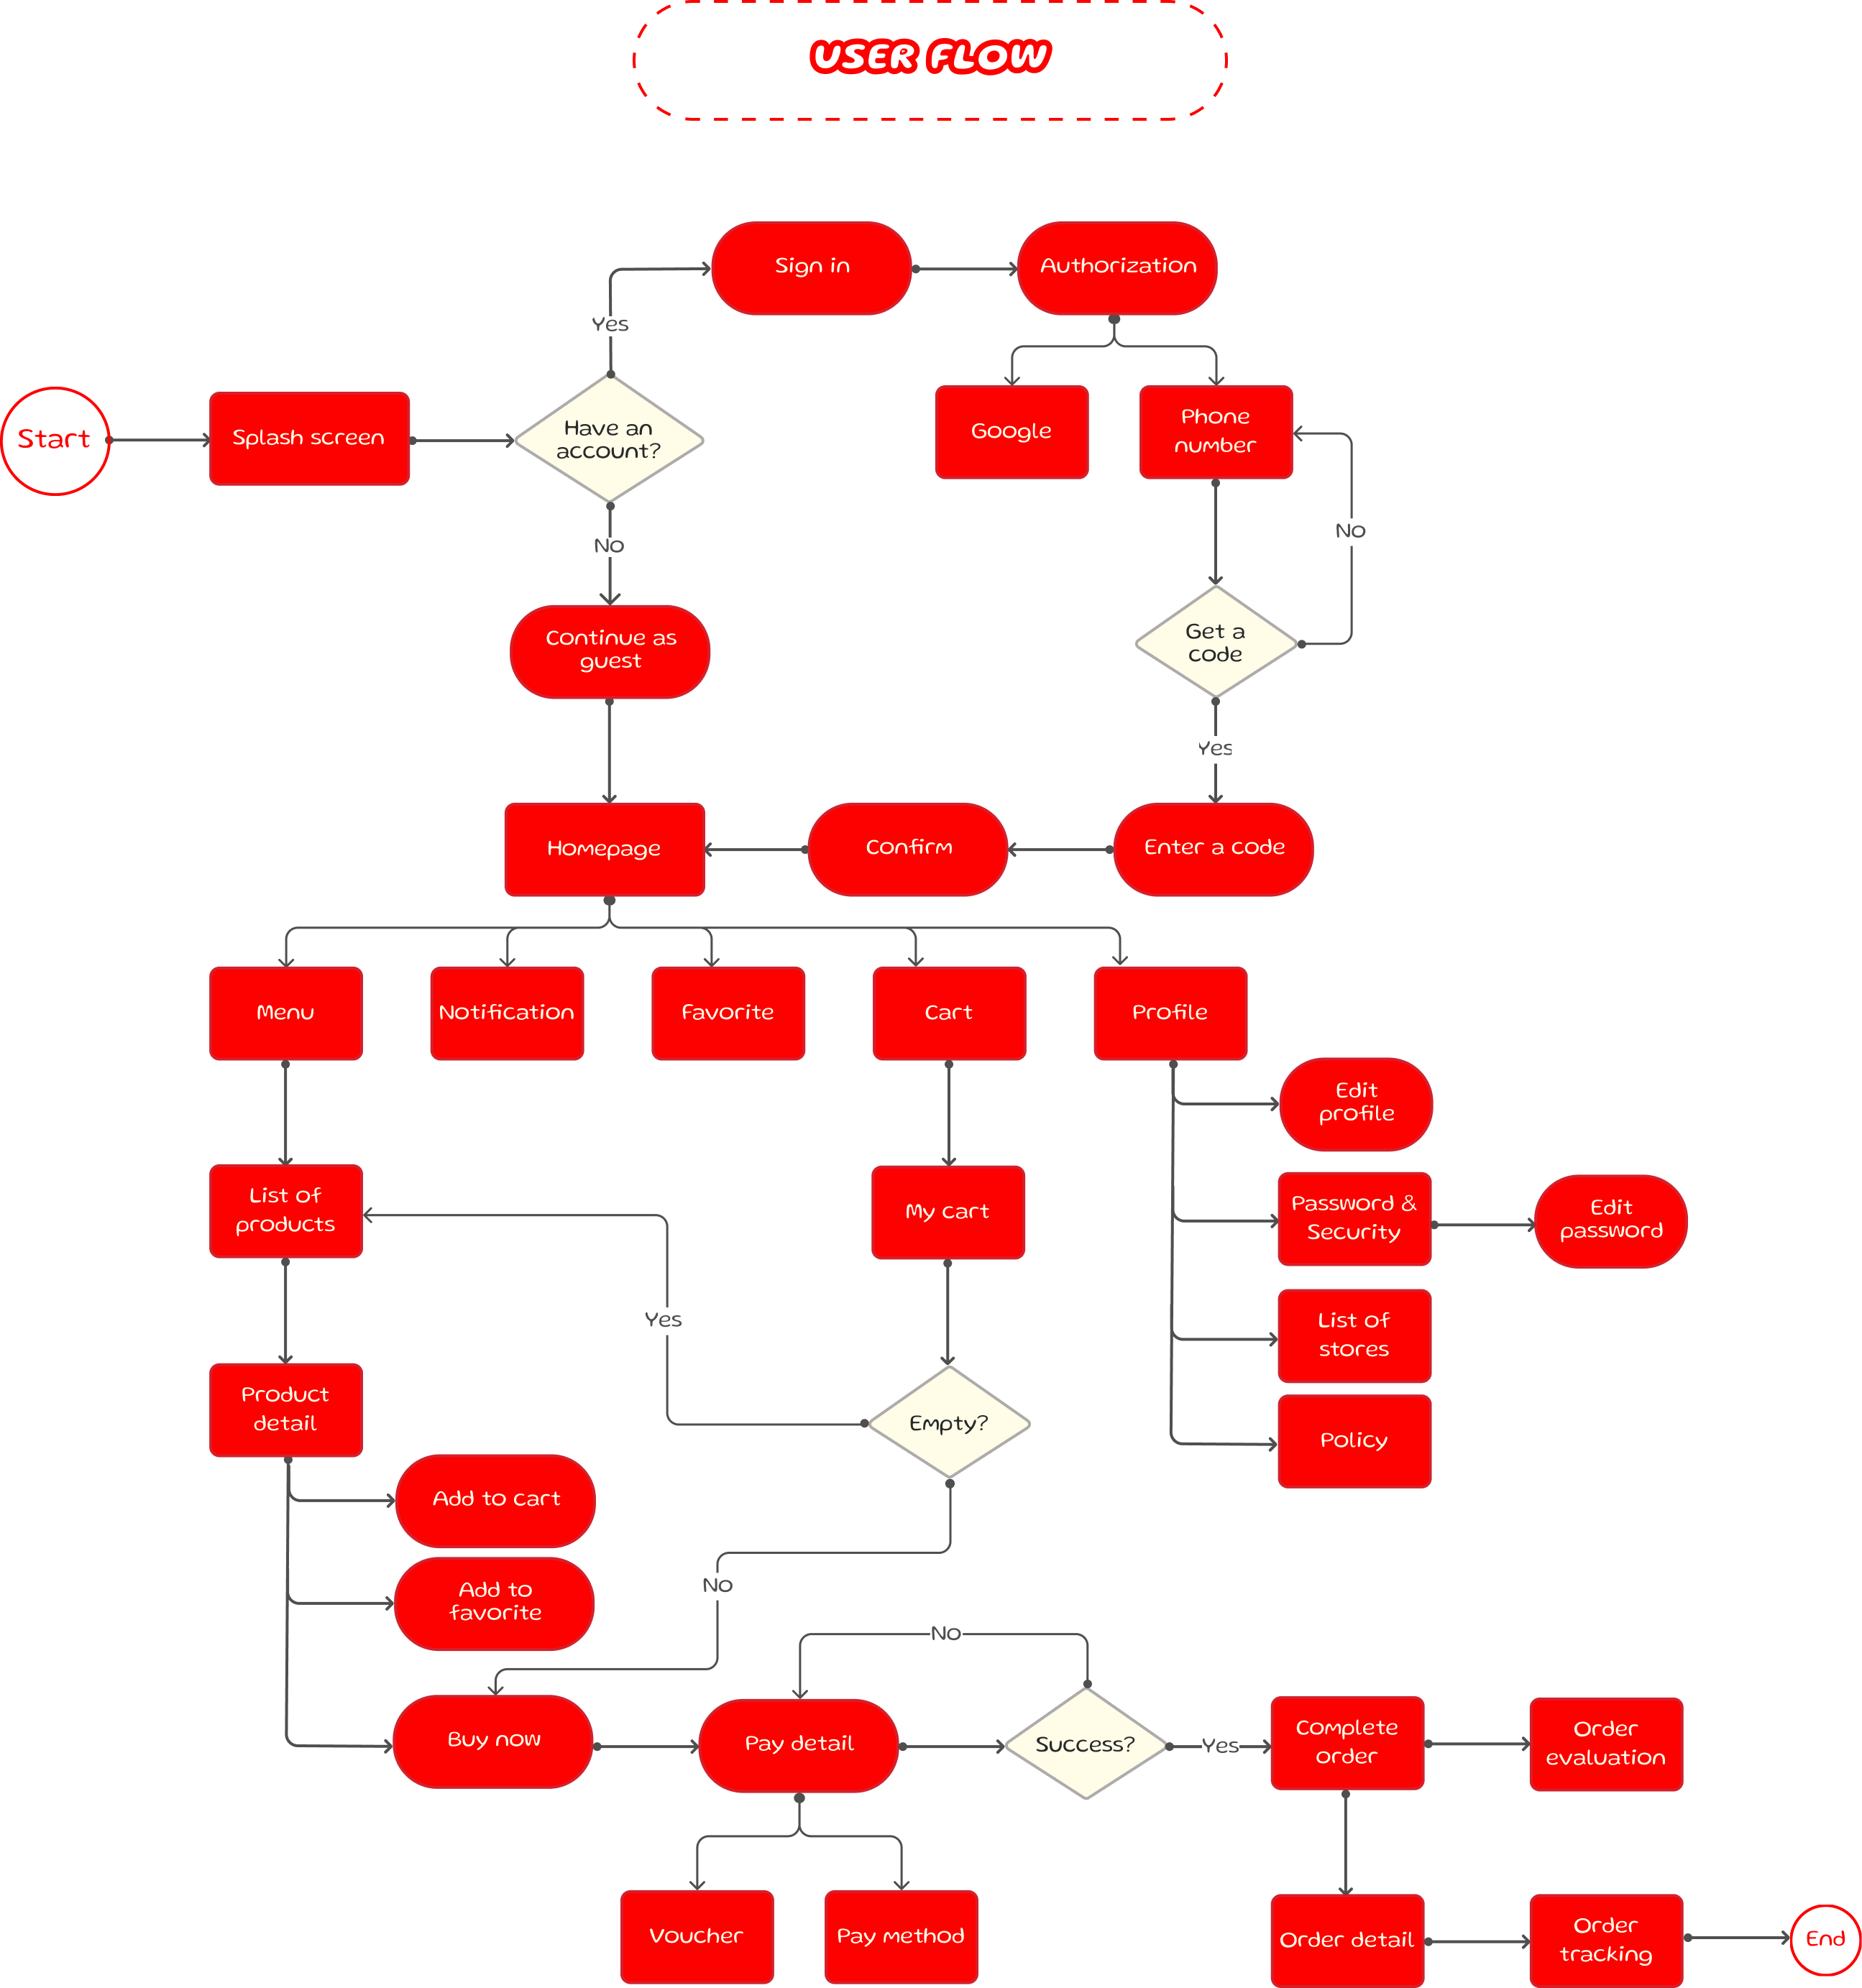 USER FLOW
Sign in
Authorization
Yes
Start
Splash screen
Have an
account?
Google
Phone
number
No
No
Continue as
guest
Get a
code
Yes
Homepage
Confirm
Enter a code
Menu
Notification
Favorite
Cart
Profile
Edit
profile
List of
products
My cart
Password &
Security
Edit
password
Yes
List of
stores
Product
detail
Empty?
Policy
Add to cart
Add to
favorite
No
No
Buy now
Pay detail
Success?
Yes
Complete
order
Order
evaluation
Voucher
Pay method
Order detail
Order
tracking
End